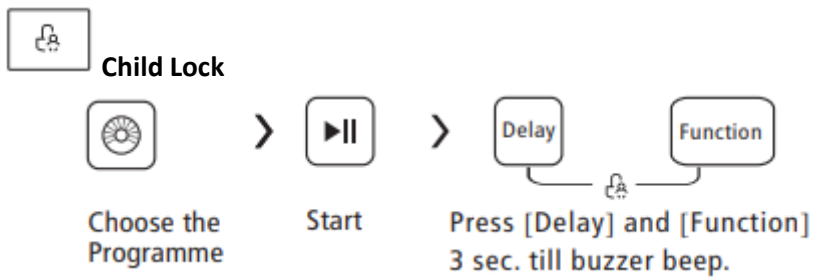 Child Lock
Delay
Function
Choose the
Programme
Start
Press [Delay] and [Function]
3 sec. till buzzer beep.